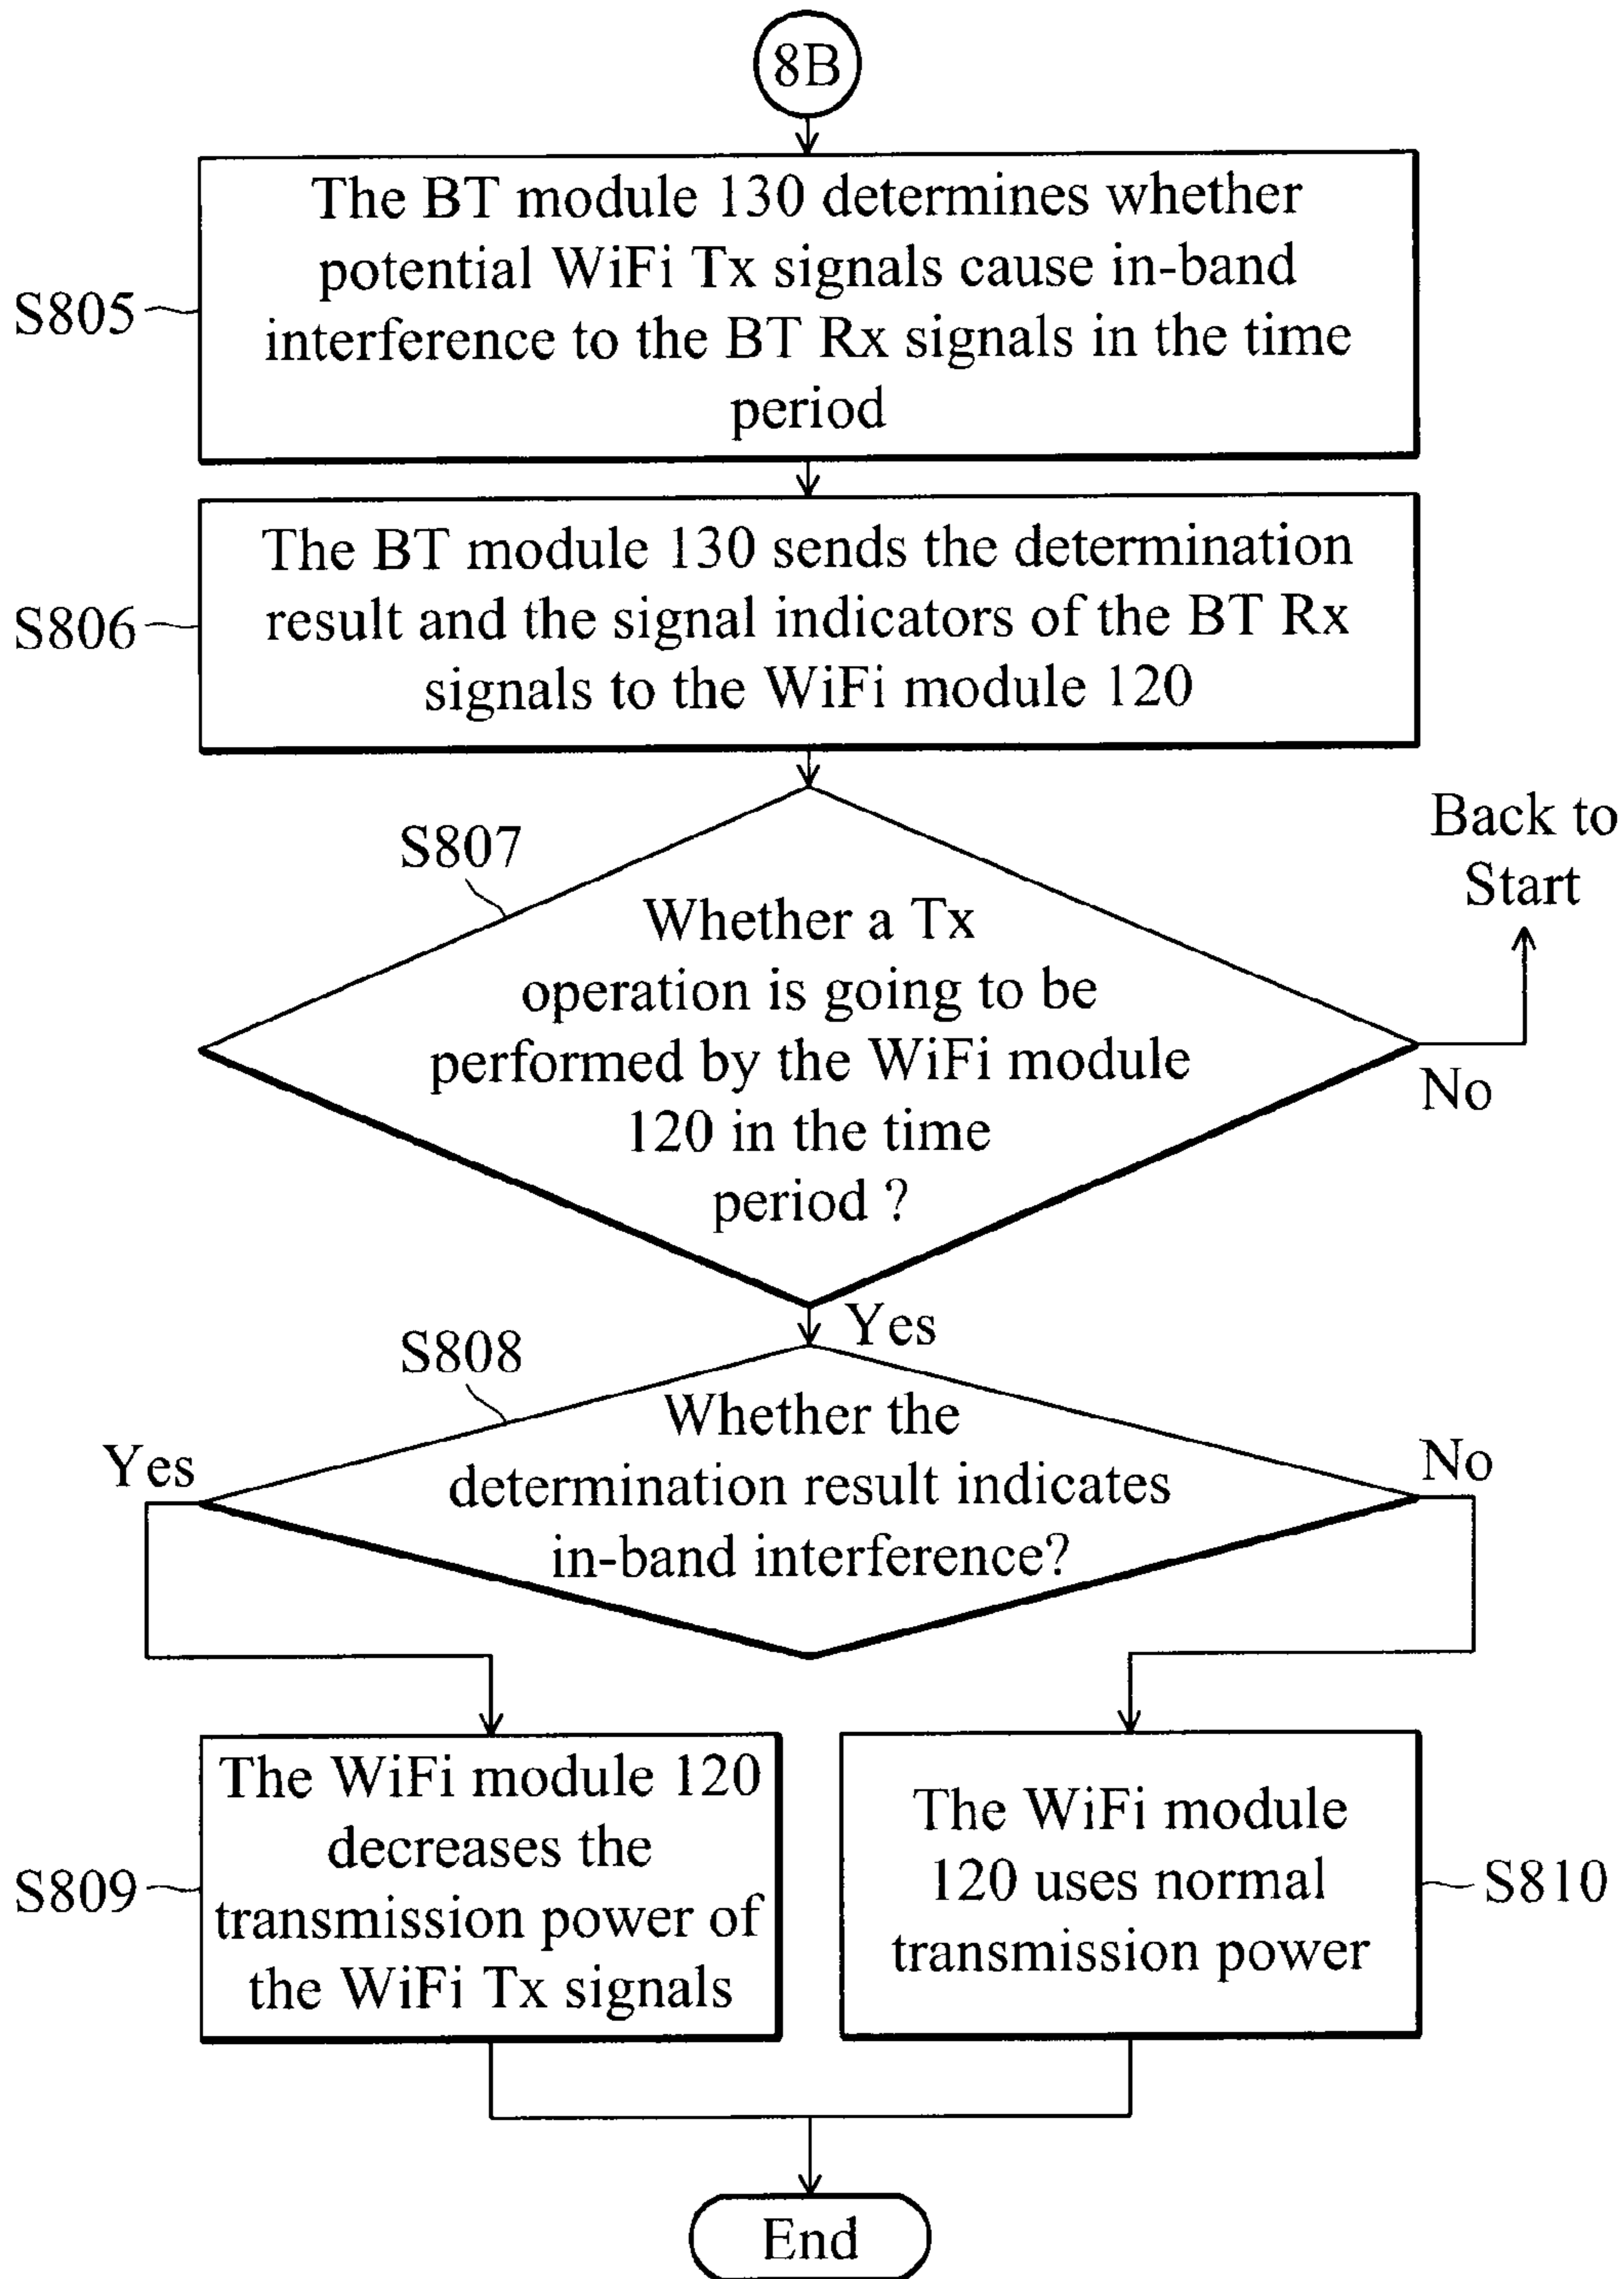 8B
The BT module 130 determines whether
potential WiFi Tx signals cause in-band
interference to the BT Rx signals in the time
period
S805
The BT module 130 sends the determination
result and the signal indicators of the BT Rx
signals to the WiFi module 120
S806
S807
Whether a Tx
operation is going to be
performed by the WiFi module
120 in the time
period ?
Back to
Start
No
Yes
S808
Whether the
determination result indicates
in-band interference?
Yes
No
The WiFi module 120
decreases the
transmission power of
the WiFi Tx signals
S809
The WiFi module
120 uses normal
transmission power
S810
End